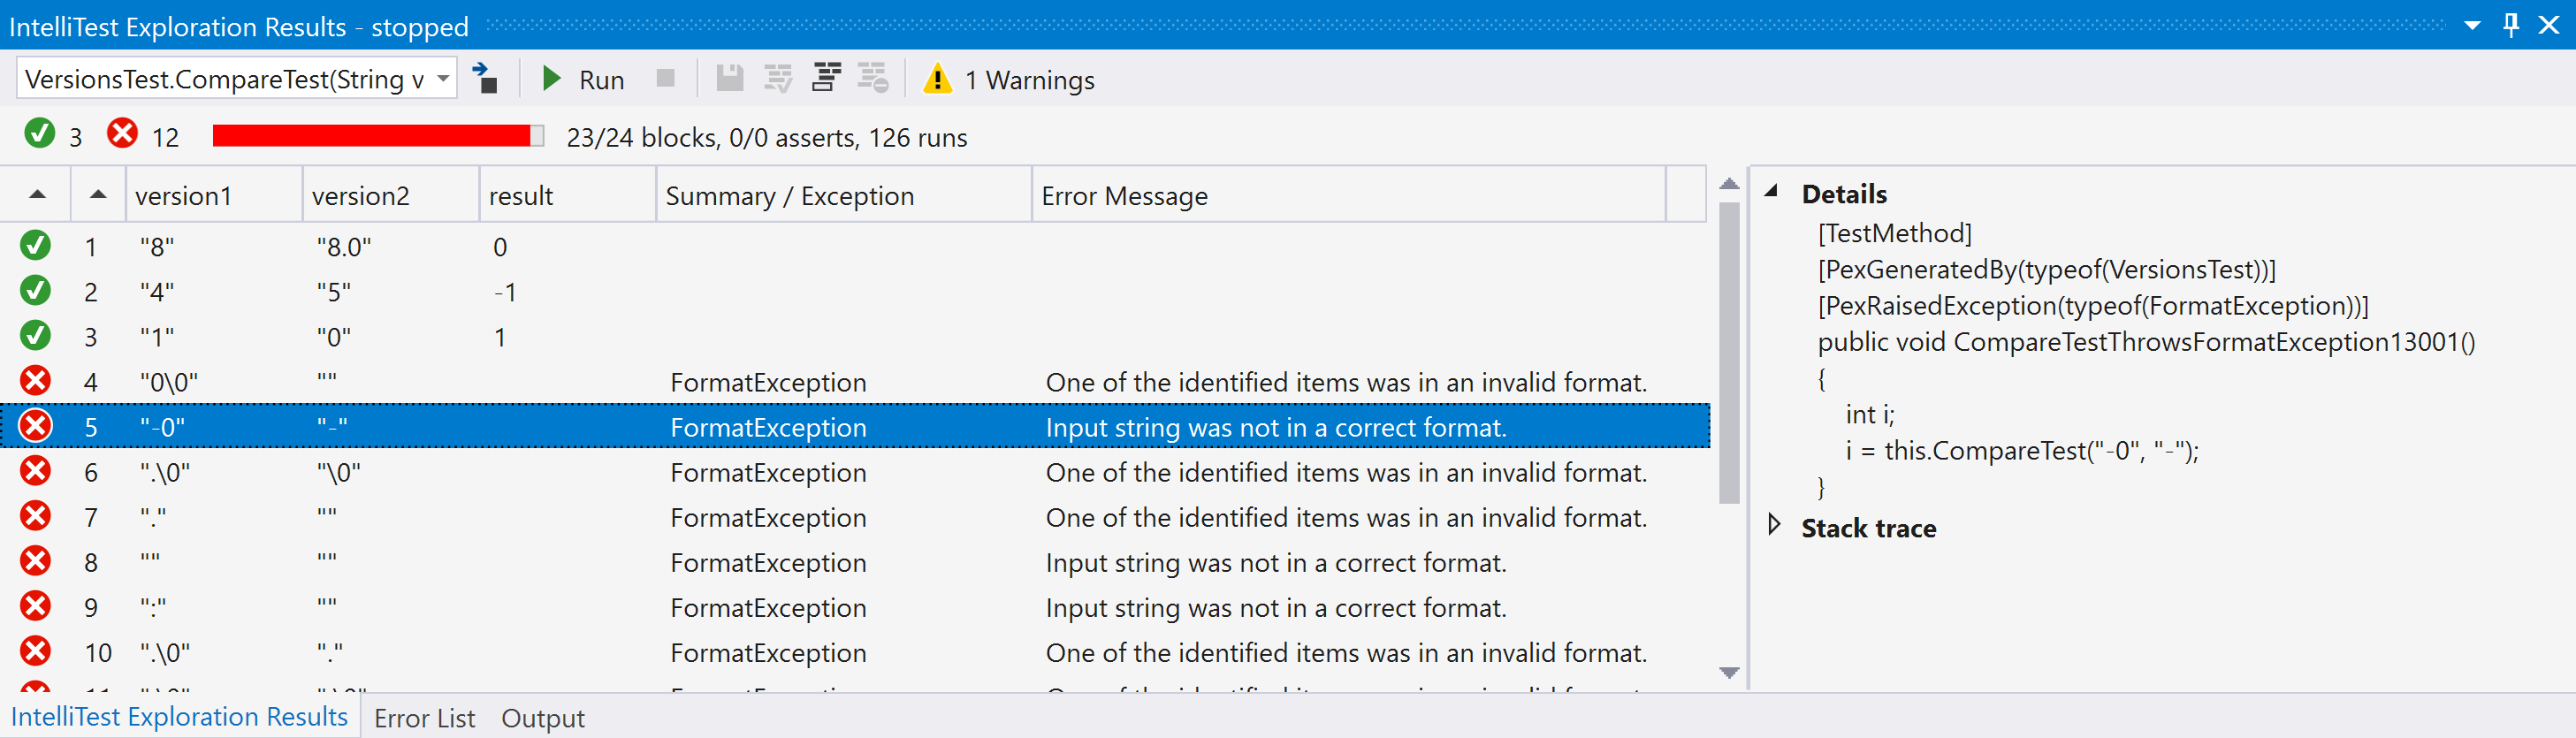 IntelliTest Exploration Results - stopped
VersionsTest.CompareTest(String v Run 1 Warnings
3 12 23/24 blocks, 0/0 asserts, 126 runs
version1 version2 result Summary / Exception Error Message
1 "8" "8.0" 0
2 "4" "5" -1
3 "1" "0" 1
4 "0\0" "" FormatException One of the identified items was in an invalid format.
5 "-0" "-" FormatException Input string was not in a correct format.
6 ".\0" "\0" FormatException One of the identified items was in an invalid format.
7 "." "" FormatException One of the identified items was in an invalid format.
8 "" "" FormatException Input string was not in a correct format.
9 ":" "" FormatException Input string was not in a correct format.
10 ".\0" "." FormatException One of the identified items was in an invalid format.
Details
[TestMethod]
[PexGeneratedBy(typeof(VersionsTest))]
[PexRaisedException(typeof(FormatException))]
public void CompareTestThrowsFormatException13001()
{
int i;
i = this.CompareTest("-0", "-");
}
Stack trace
IntelliTest Exploration Results Error List Output